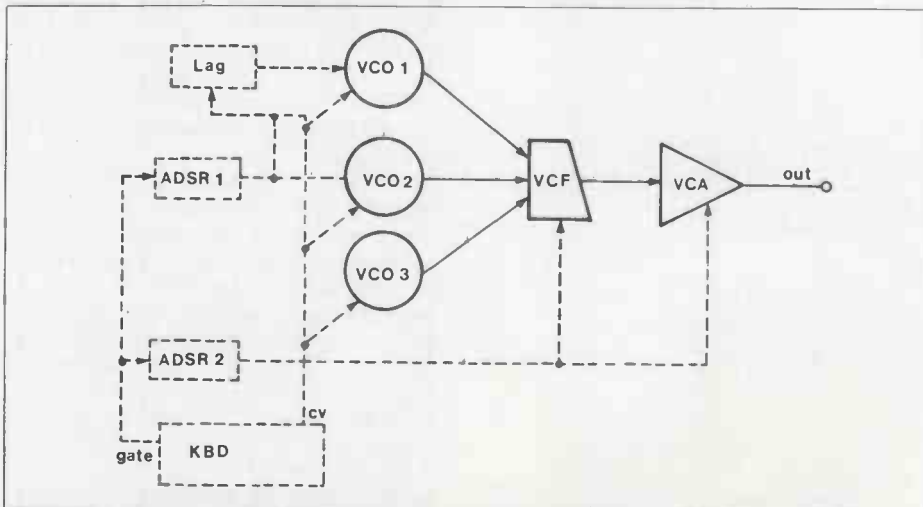 Lag
VCO 1
ADSR 1
VCO 2
VCF
VCA
out
VCO 3
ADSR 2
cv
gate
KBD